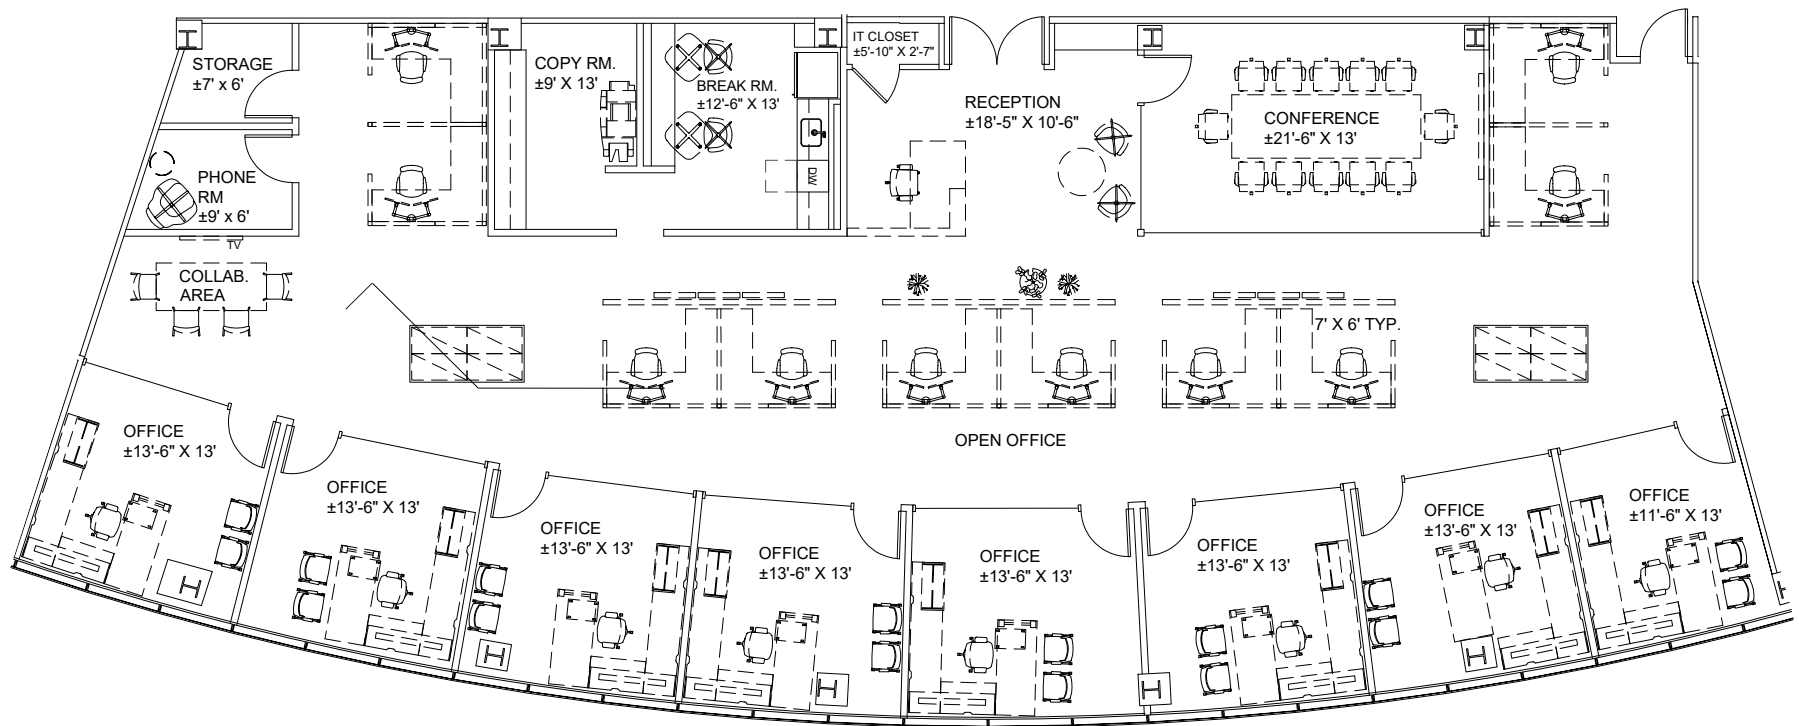 STORAGE
±7' x 6'
COPY RM.
±9' X 13'
BREAK RM.
±12'-6" X 13'
IT CLOSET
±5'-10" X 2'-7"
RECEPTION
±18'-5" X 10'-6"
CONFERENCE
±21'-6" X 13'
PHONE
RM
±9' x 6'
DW
TV
COLLAB.
AREA
7' X 6' TYP.
OPEN OFFICE
OFFICE
±13'-6" X 13'
OFFICE
±13'-6" X 13'
OFFICE
±13'-6" X 13'
OFFICE
±13'-6" X 13'
OFFICE
±13'-6" X 13'
OFFICE
±13'-6" X 13'
OFFICE
±13'-6" X 13'
OFFICE
±11'-6" X 13'